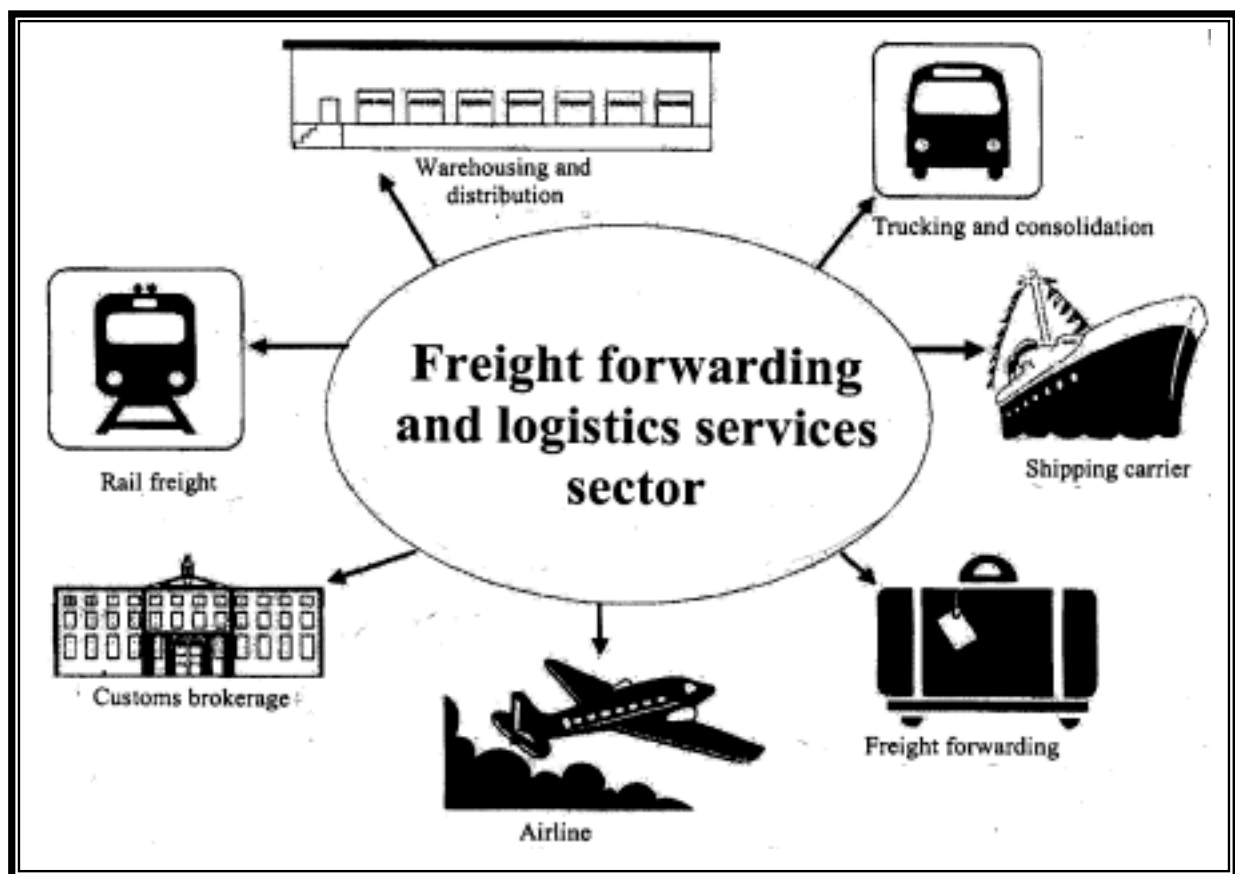 Warehousing and
distribution
Trucking and consolidation
Freight forwarding
and logistics services
sector
Rail freight
Shipping carrier
Customs brokerage
Freight forwarding
Airline